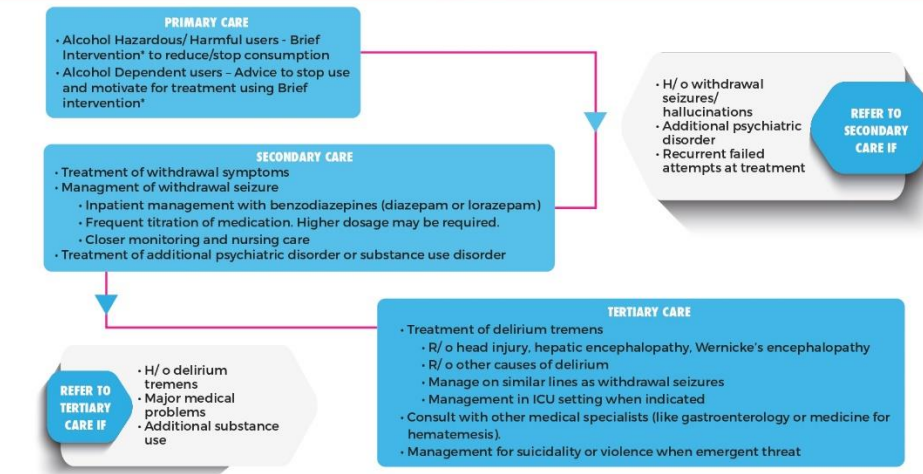 PRIMARY CARE
• Alcohol Hazardous/ Harmful users - Brief
Intervention* to reduce/stop consumption
• Alcohol Dependent users – Advice to stop use
and motivate for treatment using Brief
intervention*
• H/ o withdrawal
seizures/
hallucinations
• Additional psychiatric
disorder
• Recurrent failed
attempts at treatment
REFER TO
SECONDARY
CARE IF
SECONDARY CARE
• Treatment of withdrawal symptoms
• Managment of withdrawal seizure
• Inpatient management with benzodiazepines (diazepam or lorazepam)
• Frequent titration of medication. Higher dosage may be required.
• Closer monitoring and nursing care
• Treatment of additional psychiatric disorder or substance use disorder
REFER TO
TERTIARY
CARE IF
• H/ o delirium
tremens
• Major medical
problems
• Additional substance
use
TERTIARY CARE
• Treatment of delirium tremens
• R/ o head injury, hepatic encephalopathy, Wernicke's encephalopathy
• R/ o other causes of delirium
• Manage on similar lines as withdrawal seizures
• Management in ICU setting when indicated
• Consult with other medical specialists (like gastroenterology or medicine for
hematemesis).
• Management for suicidality or violence when emergent threat